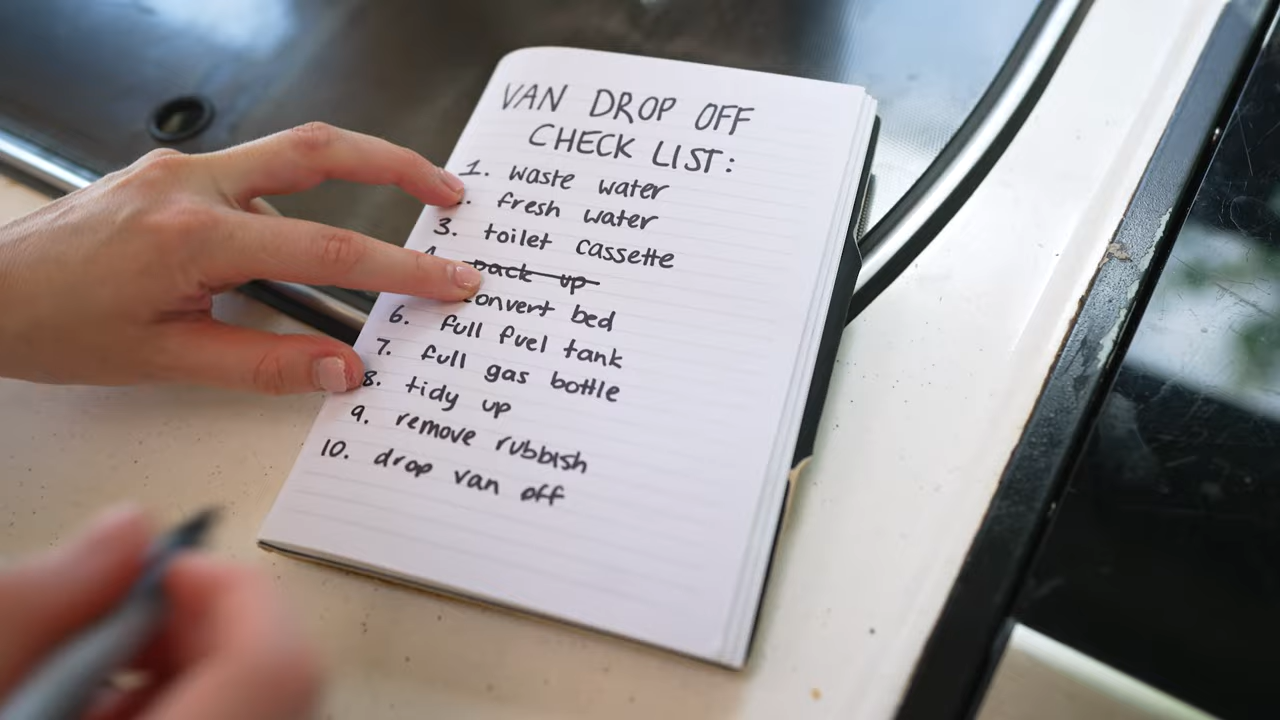 VAN DROP OFF
CHECK LIST:
1. waste water
. fresh water
3. toilet cassette
4. pack up
convert bed
6. full fuel tank
7. full gas bottle
8. tidy up
9. remove rubbish
10. drop van off